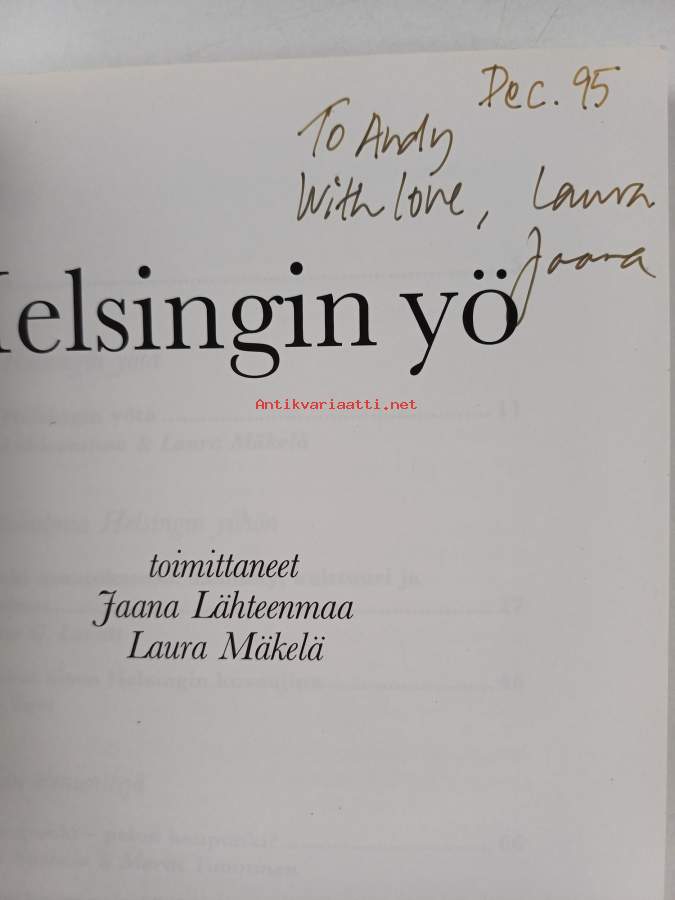 Dec. 95
To Andy
With love, Laura
Jaana
Helsingin yö
Antikvariaatti.net
toimittaneet
Jaana Lähteenmaa
Laura Mäkelä